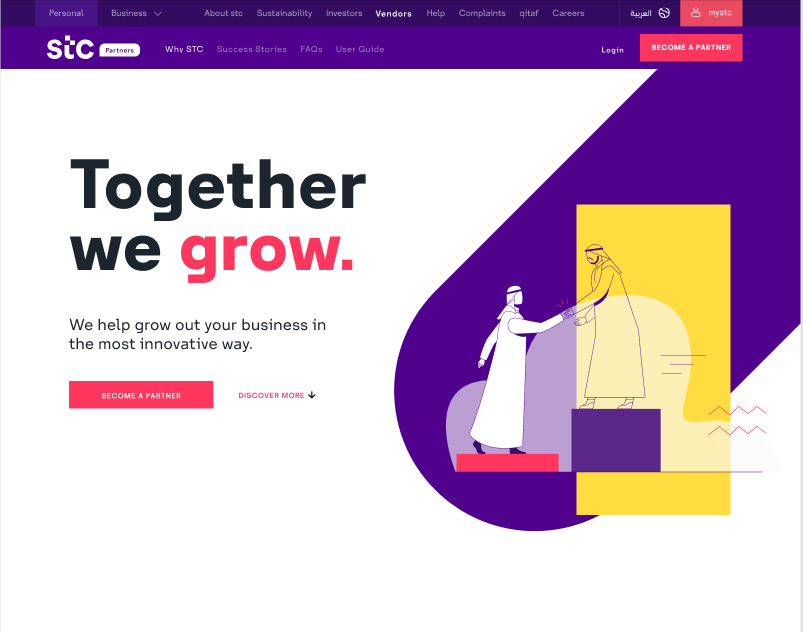 Personal Business About stc Sustainability Investors Vendors Help Complaints qitaf Careers العربية mystc
stc Partners Why STC Success Stories FAQs User Guide Login BECOME A PARTNER
Together
we grow.
We help grow out your business in
the most innovative way.
BECOME A PARTNER DISCOVER MORE